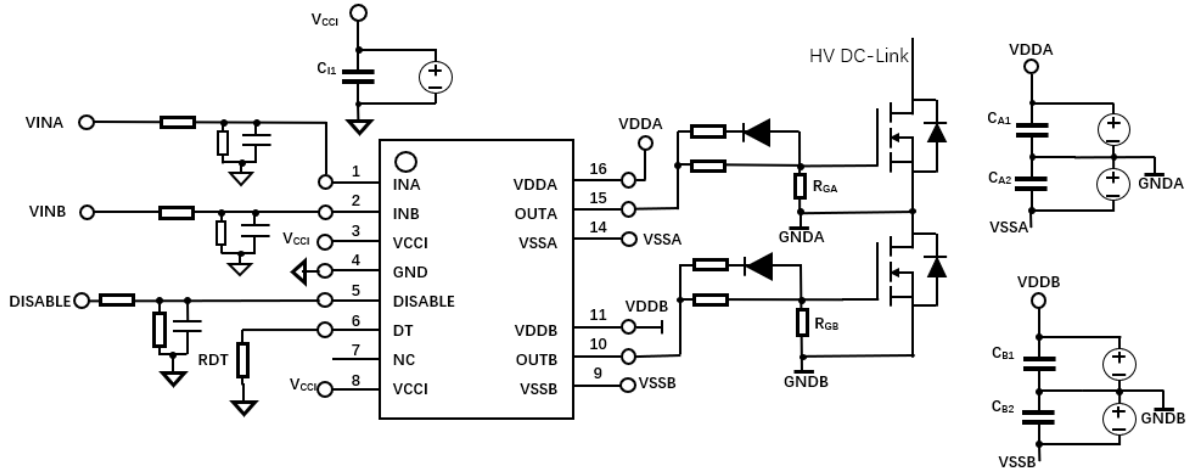 VCCI
CI1
HV DC-Link
VDDA
CA1
CA2
GNDA
VSSA
VINA
VDDA
RGA
GNDA
1 INA
VDDA 16
OUTA 15
VSSA 14
VSSA
VINB
2 INB
VCCI
3 VCCI
4 GND
DISABLE
5 DISABLE
6 DT
RDT
7 NC
VCCI
8 VCCI
VDDB 11
VDDB
OUTB 10
VSSB 9
VSSB
RGB
GNDB
VDDB
CB1
CB2
GNDB
VSSB